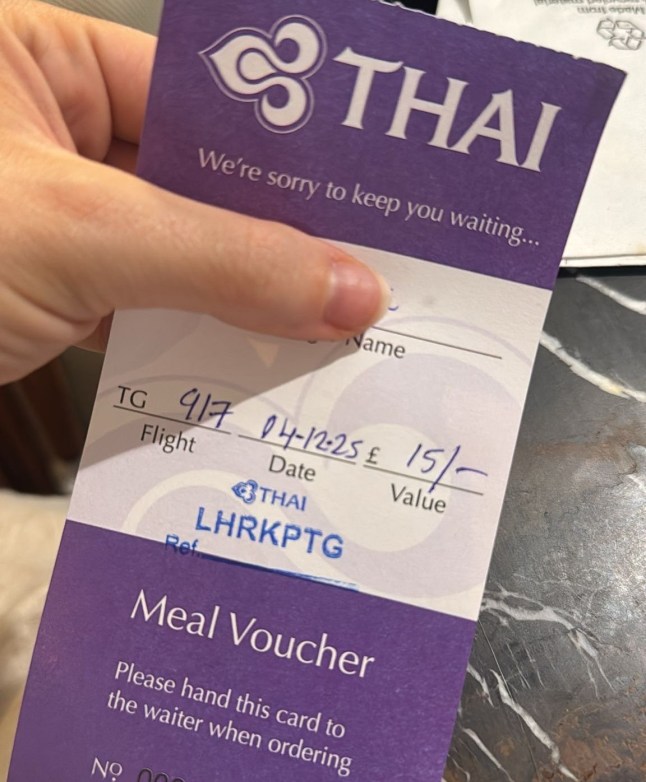 THAI
We're sorry to keep you waiting...
Name
TG 917 04-12-25 £ 15/-
Flight Date Value
THAI
LHRKPTG
Ref.
Meal Voucher
Please hand this card to
the waiter when ordering
Nº